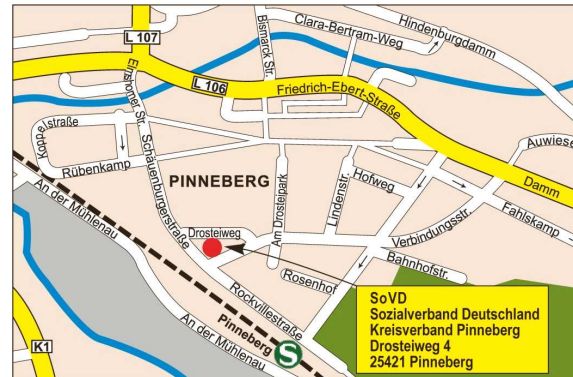 L 107
Bismarck Str.
Clara-Bertram-Weg
Hindenburgdamm
Elmshorner Str.
L 106
Friedrich-Ebert-Straße
Koppelstraße
Rübenkamp
Schauenburgerstraße
PINNEBERG
Am Drosteipark
Lindenstr.
Hofweg
Auwiese
Damm
Fahlskamp
Verbindungsstr.
An der Mühlenau
Drosteiweg
Bahnhofstr.
Rosenhof
Rockvillestraße
SoVD
Sozialverband Deutschland
Kreisverband Pinneberg
Drosteiweg 4
25421 Pinneberg
Pinneberg
S
An der Mühlenau
K1